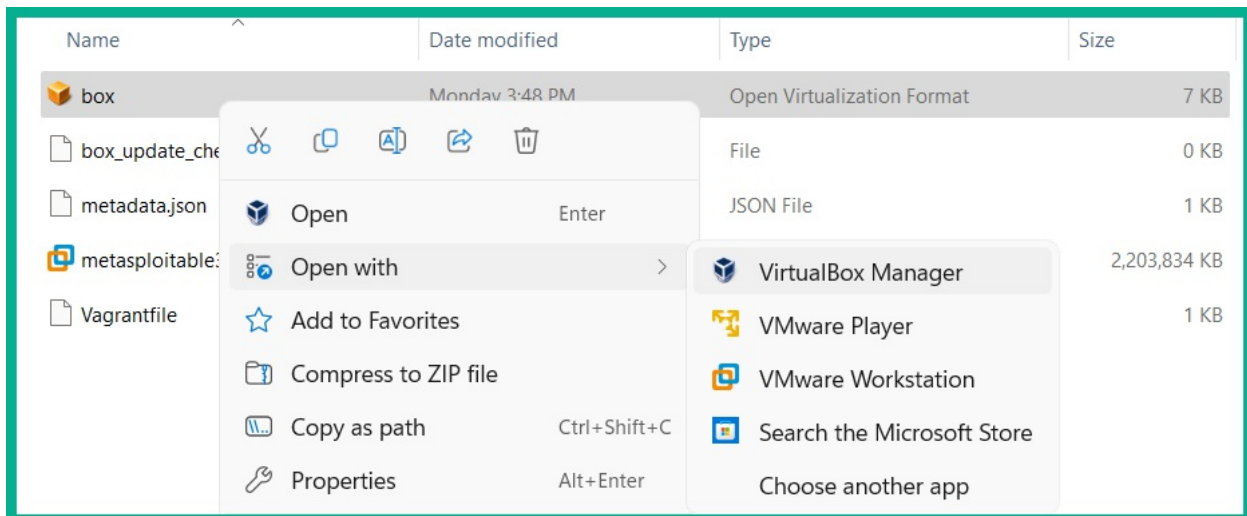 Name Date modified Type Size
box Monday 3:48 PM Open Virtualization Format 7 KB
box_update_che File 0 KB
metadata.json JSON File 1 KB
Open Enter
metasploitable3 2,203,834 KB
Open with VirtualBox Manager
Vagrantfile 1 KB
Add to Favorites VMware Player
Compress to ZIP file VMware Workstation
Copy as path Ctrl+Shift+C Search the Microsoft Store
Properties Alt+Enter Choose another app